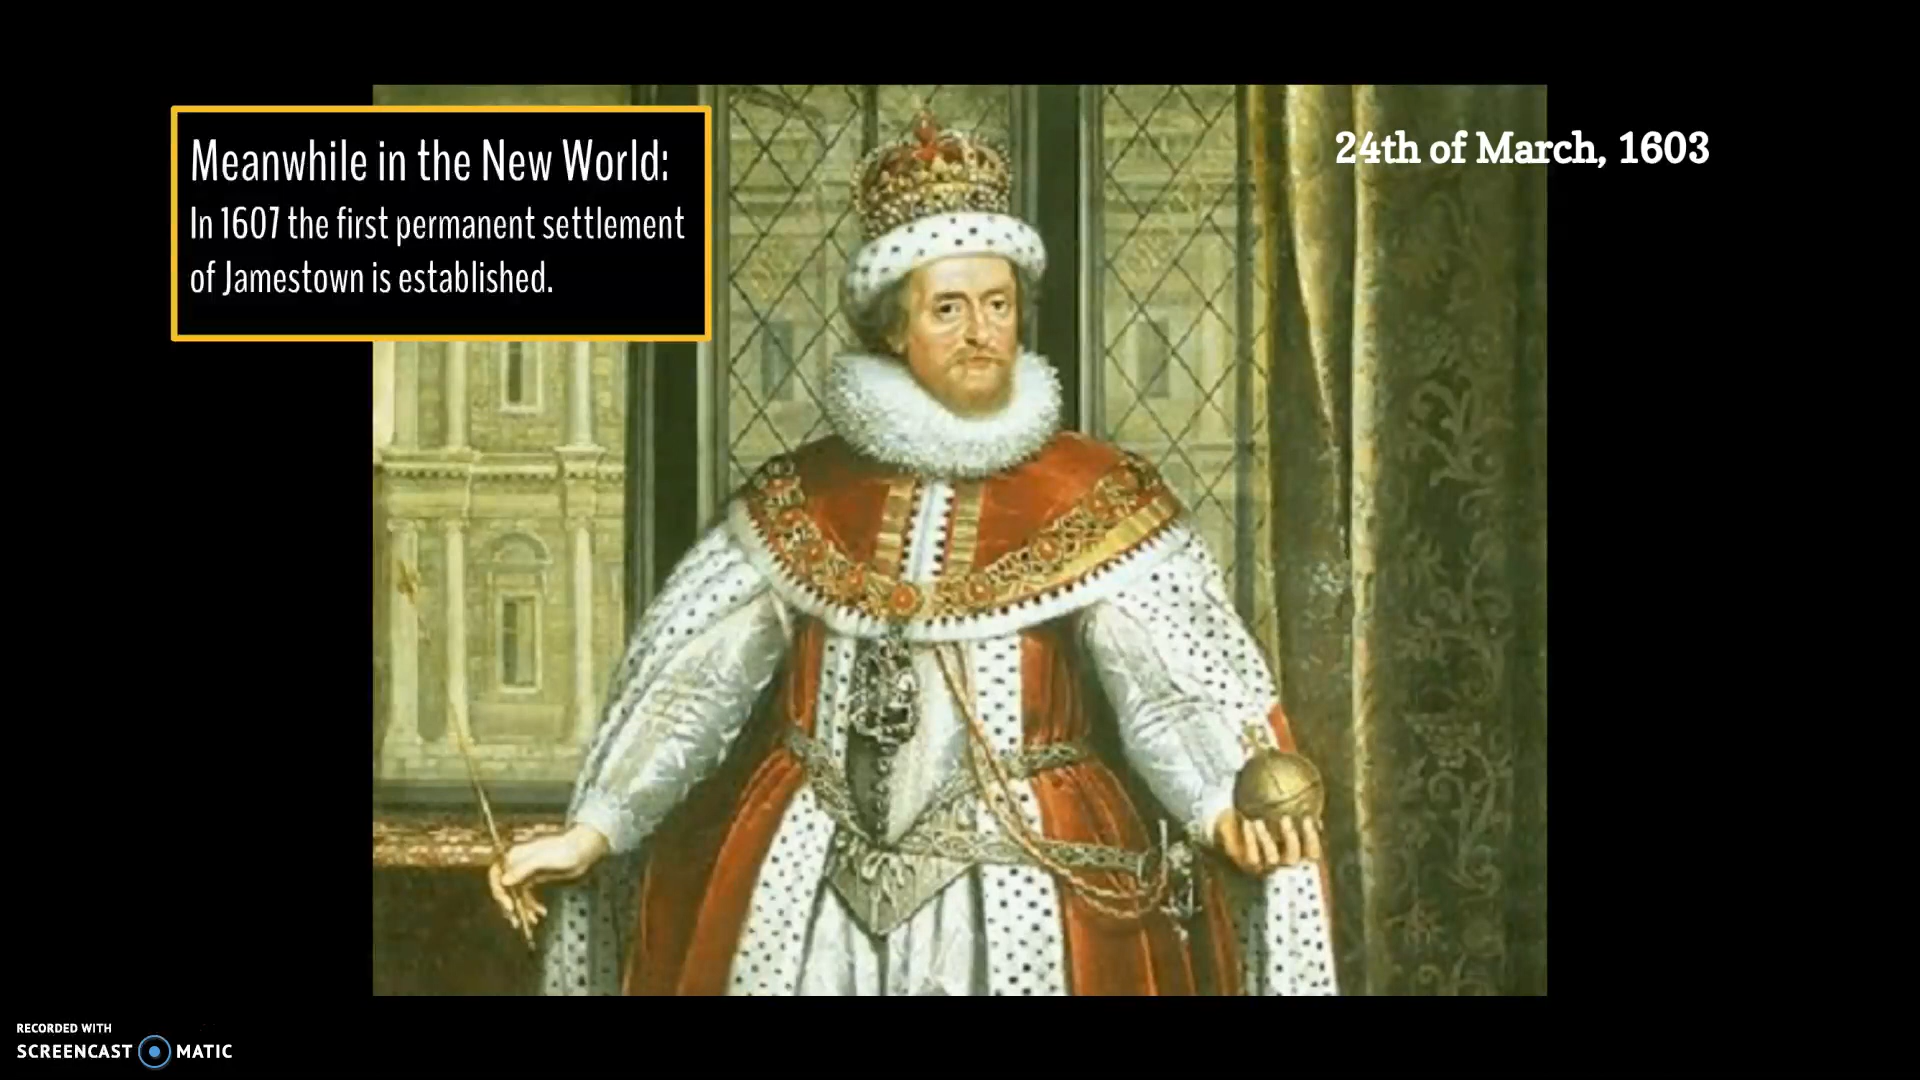 Meanwhile in the New World:
In 1607 the first permanent settlement
of Jamestown is established.
24th of March, 1603
RECORDED WITH
SCREENCAST MATIC